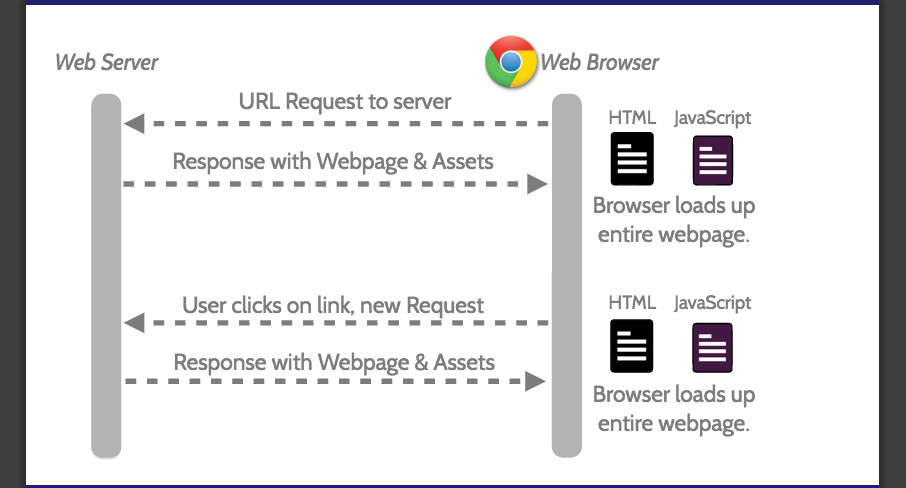 Web Server
Web Browser
URL Request to server
HTML
JavaScript
Response with Webpage & Assets
Browser loads up
entire webpage.
User clicks on link, new Request
HTML
JavaScript
Response with Webpage & Assets
Browser loads up
entire webpage.